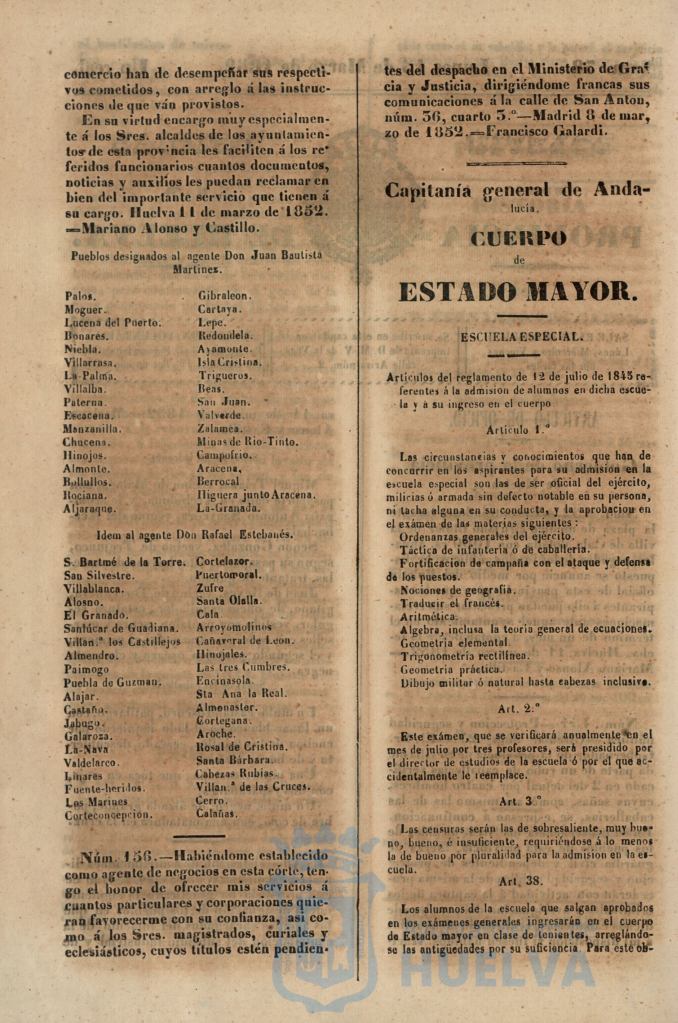 comercio han de desempeñar sus respecti-
vos cometidos, con arreglo á las instruc-
ciones de que ván provistos.
En su virtud encargo muy especialmen-
te á los Sres. alcaldes de los ayuntamien-
tos de esta provincia les faciliten á los re-
feridos funcionarios cuantos documentos,
noticias y auxilios les puedan reclamar en
bien del importante servicio que tienen á
su cargo. Huelva 11 de marzo de 1852.
=Mariano Alonso y Castillo.
Pueblos designados al agente Don Juan Bautista
Martinez.
Palos. Gibraleon.
Moguer. Cartaya.
Lucena del Puerto. Lepe.
Bonares. Redondela.
Niebla. Ayamonte.
Villarrasa. Isla Cristina.
La-Palma. Trigueros.
Villalba. Beas.
Paterna. San Juan.
Escacena. Valverde.
Manzanilla. Zalamea.
Chucena. Minas de Rio-Tinto.
Hinojos. Campofrio.
Almonte. Aracena,
Bollullos. Berrocal
Rociana. Higuera junto Aracena.
Aljaraque. La-Granada.
Idem al agente Don Rafael Estebanés.
S. Bartmé de la Torre. Cortelazor.
San Silvestre. Puertomoral.
Villablanca. Zufre
Alosno. Santa Olalla.
El Granado. Cala
Sanlúcar de Guadiana. Arroyomolinos
Villan.ª los Castillejos Cañaveral de Leon.
Almendro. Hinojales.
Paimogo Las tres Cumbres.
Puebla de Guzman. Encinasola.
Alajar. Sta Ana la Real.
Castaño. Almonaster.
Jabugo. Cortegana.
Galaroza. Aroche.
La-Nava Rosal de Cristina.
Valdelarco. Santa Bárbara.
Linares Cabezas Rubias.
Fuente-heridos. Villan.ª de las Cruces.
Los Marines Cerro.
Corteconcepción. Calañas.
Núm. 156.—Habiéndome establecido
como agente de negocios en esta córte, ten-
go el honor de ofrecer mis servicios á
cuantos particulares y corporaciones quie-
ran favorecerme con su confianza, asi co-
mo á los Sres. magistrados, curiales y
eclesiásticos, cuyos títulos estén pendien-
tes del despacho en el Ministerio de Gra-
cia y Justicia, dirigiéndome francas sus
comunicaciones á la calle de San Anton,
núm. 36, cuarto 3.º—Madrid 8 de mar,
zo de 1852.=Francisco Galardi.
Capitanía general de Anda-
lucía.
CUERPO
de
ESTADO MAYOR.
ESCUELA ESPECIAL.
Artículos del reglamento de 12 de julio de 1843 re-
ferentes á la admision de alumnos en dicha escue-
la y á su ingreso en el cuerpo
Artículo 1.º
Las circunstancias y conocimientos que han de
concurrir en los aspirantes para su admision en la
escuela especial son las de ser oficial del ejército,
milicias ó armada sin defecto notable en su persona,
ni tacha alguna en su conducta, y la aprobacion en
el exámen de las materias siguientes:
Ordenanzas generales del ejército.
Táctica de infantería ó de caballería.
Fortificacion de campaña con el ataque y defensa
de los puestos.
Nociones de geografia.
Traducir el francés.
Aritmética.
Algebra, inclusa la teoria general de ecuaciones.
Geometría elemental
Trigonometría rectilínea.
Geometría práctica.
Dibujo militar ó natural hasta cabezas inclusive.
Art. 2.º
Este exámen, que se verificará anualmente en el
mes de julio por tres profesores, será presidido por
el director de estudios de la escuela ó por el que ac-
cidentalmente le reemplace.
Art. 3 º
Las censuras serán las de sobresaliente, muy bue-
no, bueno, é insuficiente, requiriéndose á lo menos
la de bueno por pluralidad para la admision en la es-
cuela.
Art. 38.
Los alumnos de la escuela que salgan aprobados
en los exámenes generales ingresarán en el cuerpo
de Estado mayor en clase de tenientes, arreglándo-
se las antigüedades por su suficiencia. Para este ob-
HUELVA